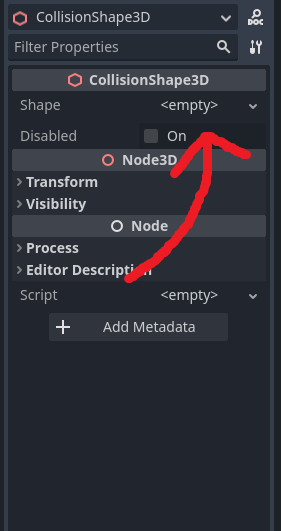 CollisionShape3D
DOC
Filter Properties
CollisionShape3D
Shape <empty>
Disabled On
Node3D
Transform
Visibility
Node
Process
Editor Description
Script <empty>
Add Metadata